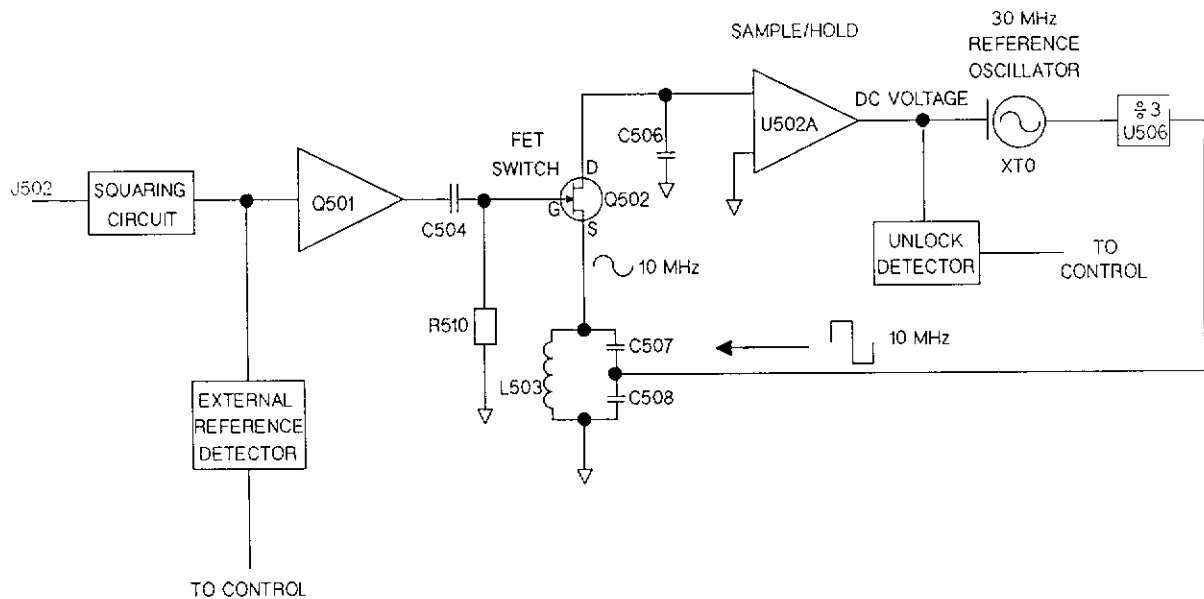 SAMPLE/HOLD
30 MHz
REFERENCE
OSCILLATOR
DC VOLTAGE
÷3
U506
C506
U502A
XTO
FET
SWITCH
D
G
S
Q502
J502
SQUARING
CIRCUIT
Q501
C504
UNLOCK
DETECTOR
TO
CONTROL
10 MHz
R510
C507
10 MHz
L503
C508
EXTERNAL
REFERENCE
DETECTOR
TO CONTROL